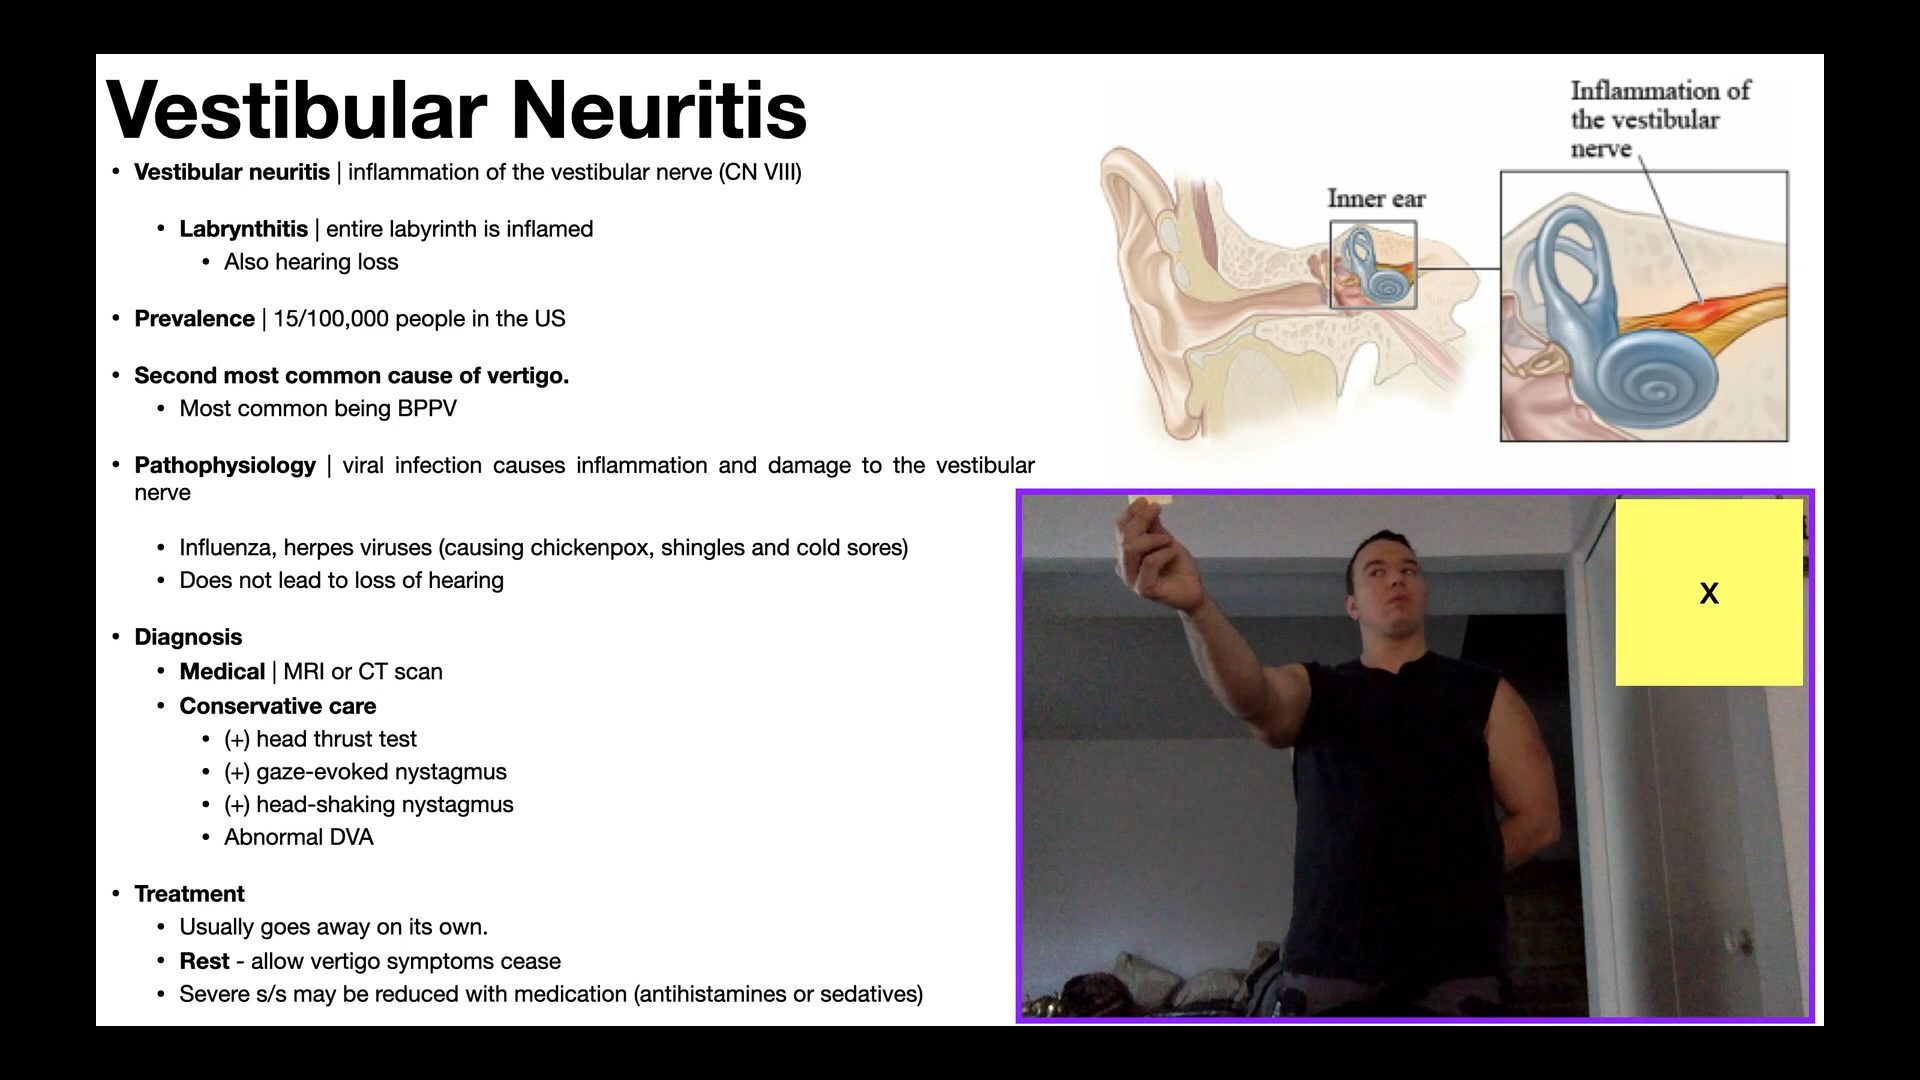 Vestibular Neuritis
• Vestibular neuritis | inflammation of the vestibular nerve (CN VIII)
• Labrynthitis | entire labyrinth is inflamed
• Also hearing loss
• Prevalence | 15/100,000 people in the US
• Second most common cause of vertigo.
• Most common being BPPV
• Pathophysiology | viral infection causes inflammation and damage to the vestibular
nerve
• Influenza, herpes viruses (causing chickenpox, shingles and cold sores)
• Does not lead to loss of hearing
• Diagnosis
• Medical | MRI or CT scan
• Conservative care
• (+) head thrust test
• (+) gaze-evoked nystagmus
• (+) head-shaking nystagmus
• Abnormal DVA
• Treatment
• Usually goes away on its own.
• Rest - allow vertigo symptoms cease
• Severe s/s may be reduced with medication (antihistamines or sedatives)
Inflammation of
the vestibular
nerve
Inner ear
X